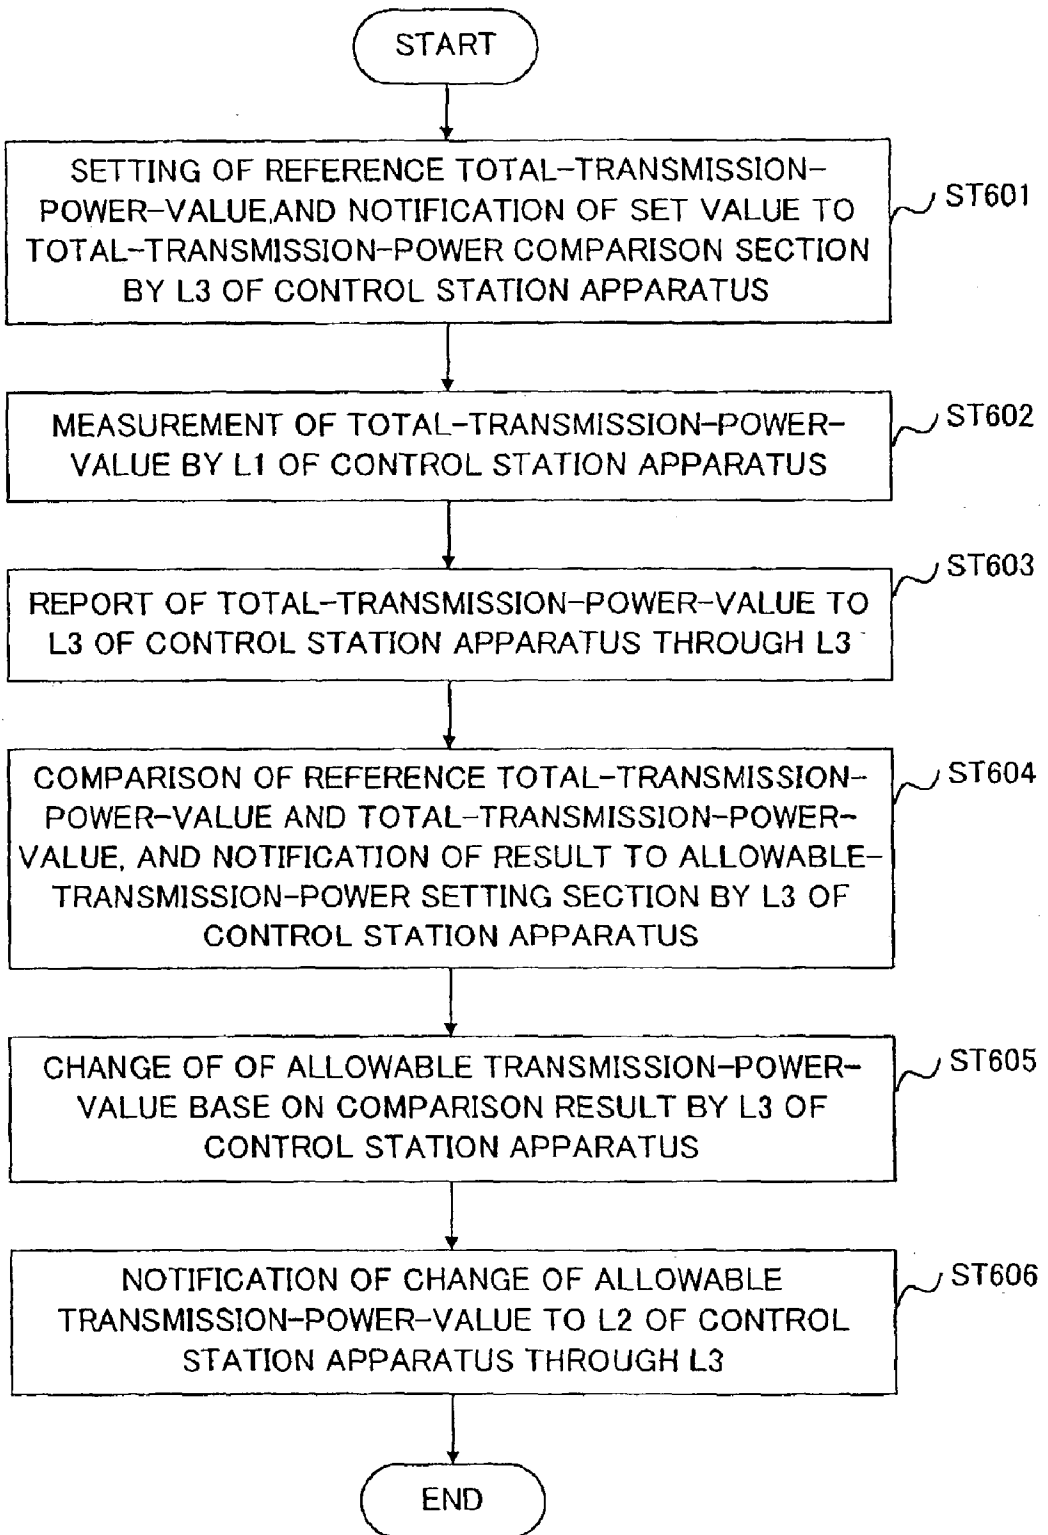 START
SETTING OF REFERENCE TOTAL-TRANSMISSION-
POWER-VALUE,AND NOTIFICATION OF SET VALUE TO
TOTAL-TRANSMISSION-POWER COMPARISON SECTION
BY L3 OF CONTROL STATION APPARATUS
ST601
MEASUREMENT OF TOTAL-TRANSMISSION-POWER-
VALUE BY L1 OF CONTROL STATION APPARATUS
ST602
REPORT OF TOTAL-TRANSMISSION-POWER-VALUE TO
L3 OF CONTROL STATION APPARATUS THROUGH L3
ST603
COMPARISON OF REFERENCE TOTAL-TRANSMISSION-
POWER-VALUE AND TOTAL-TRANSMISSION-POWER-
VALUE, AND NOTIFICATION OF RESULT TO ALLOWABLE-
TRANSMISSION-POWER SETTING SECTION BY L3 OF
CONTROL STATION APPARATUS
ST604
CHANGE OF OF ALLOWABLE TRANSMISSION-POWER-
VALUE BASE ON COMPARISON RESULT BY L3 OF
CONTROL STATION APPARATUS
ST605
NOTIFICATION OF CHANGE OF ALLOWABLE
TRANSMISSION-POWER-VALUE TO L2 OF CONTROL
STATION APPARATUS THROUGH L3
ST606
END